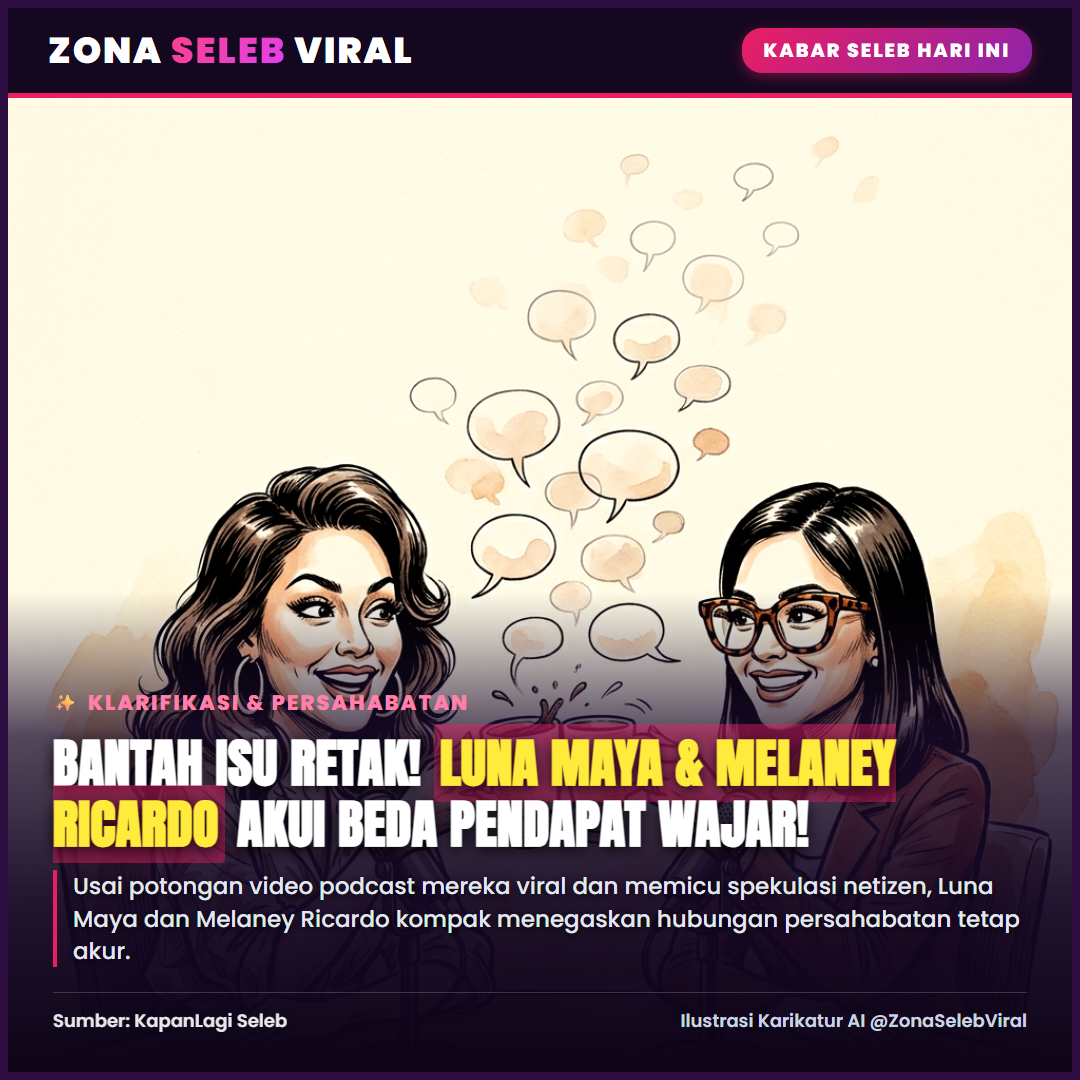 ZONA SELEB VIRAL
KABAR SELEB HARI INI
✨ KLARIFIKASI & PERSAHABATAN
BANTAH ISU RETAK! LUNA MAYA & MELANEY
RICARDO AKUI BEDA PENDAPAT WAJAR!
Usai potongan video podcast mereka viral dan memicu spekulasi netizen, Luna
Maya dan Melaney Ricardo kompak menegaskan hubungan persahabatan tetap
akur.
Sumber: KapanLagi Seleb
Ilustrasi Karikatur AI @ZonaSelebViral